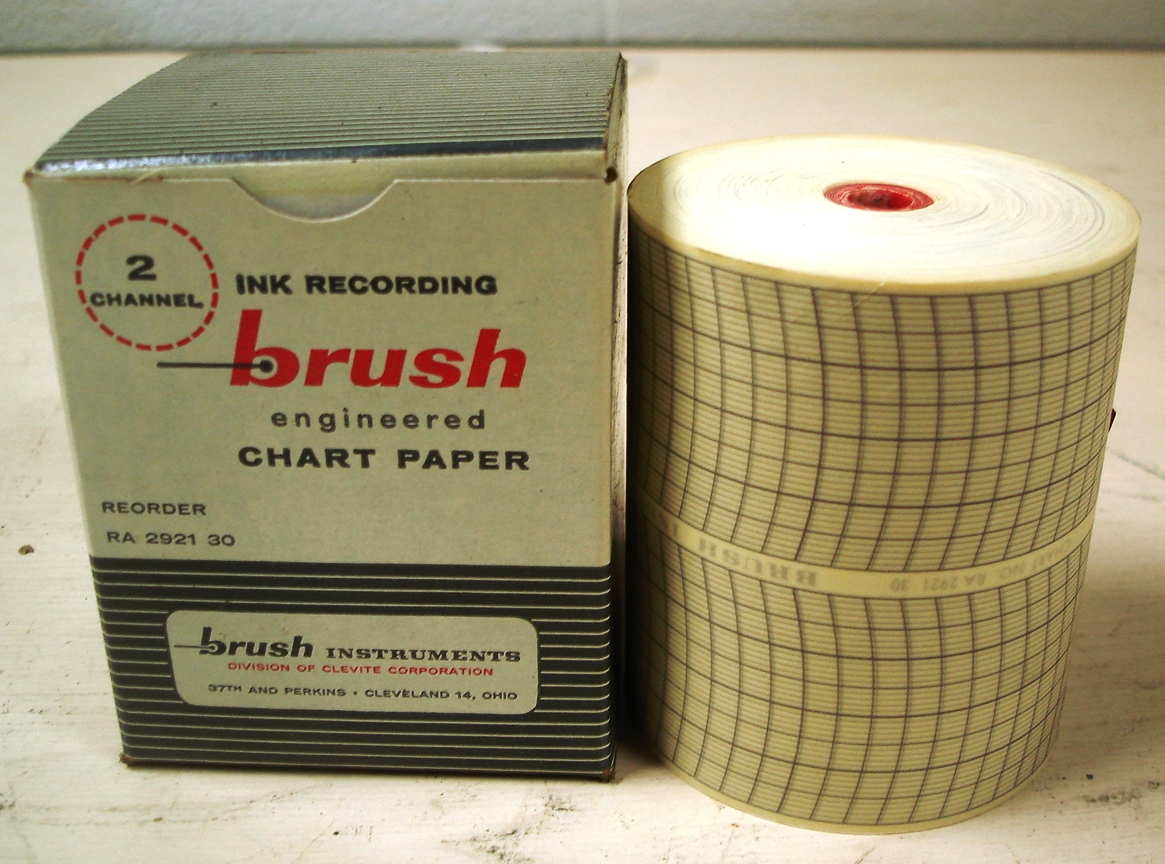 2
CHANNEL
INK RECORDING
brush
engineered
CHART PAPER
REORDER
RA 2921 30
brush INSTRUMENTS
DIVISION OF CLEVITE CORPORATION
37TH AND PERKINS • CLEVELAND 14, OHIO
BRUSH
NO. RA 2921 30